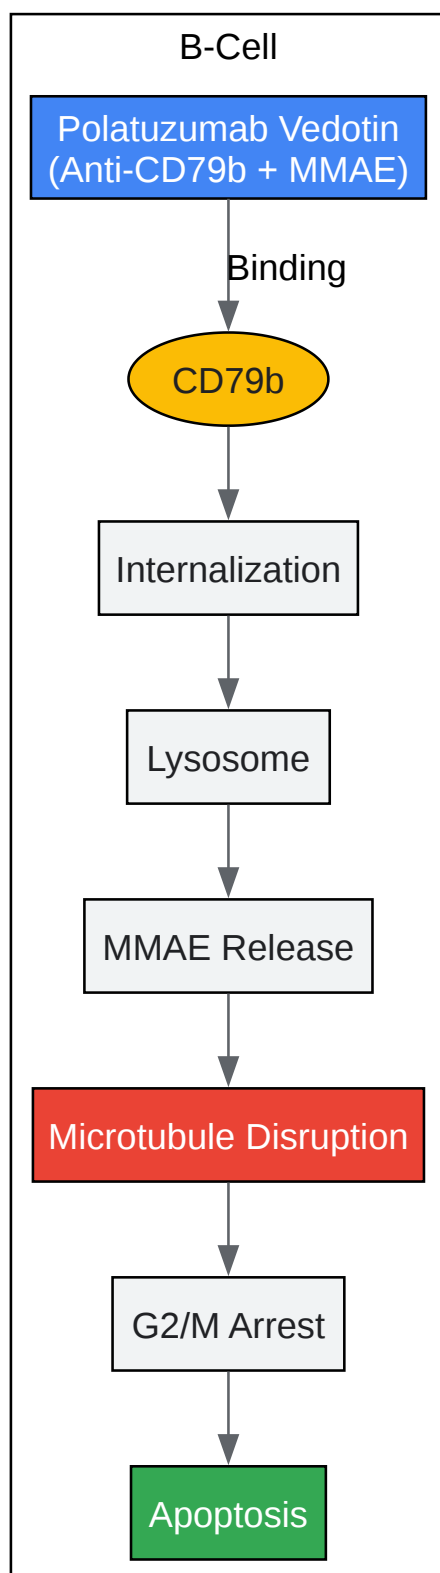 B-Cell
Polatuzumab Vedotin
(Anti-CD79b + MMAE)
Binding
CD79b
Internalization
Lysosome
MMAE Release
Microtubule Disruption
G2/M Arrest
Apoptosis